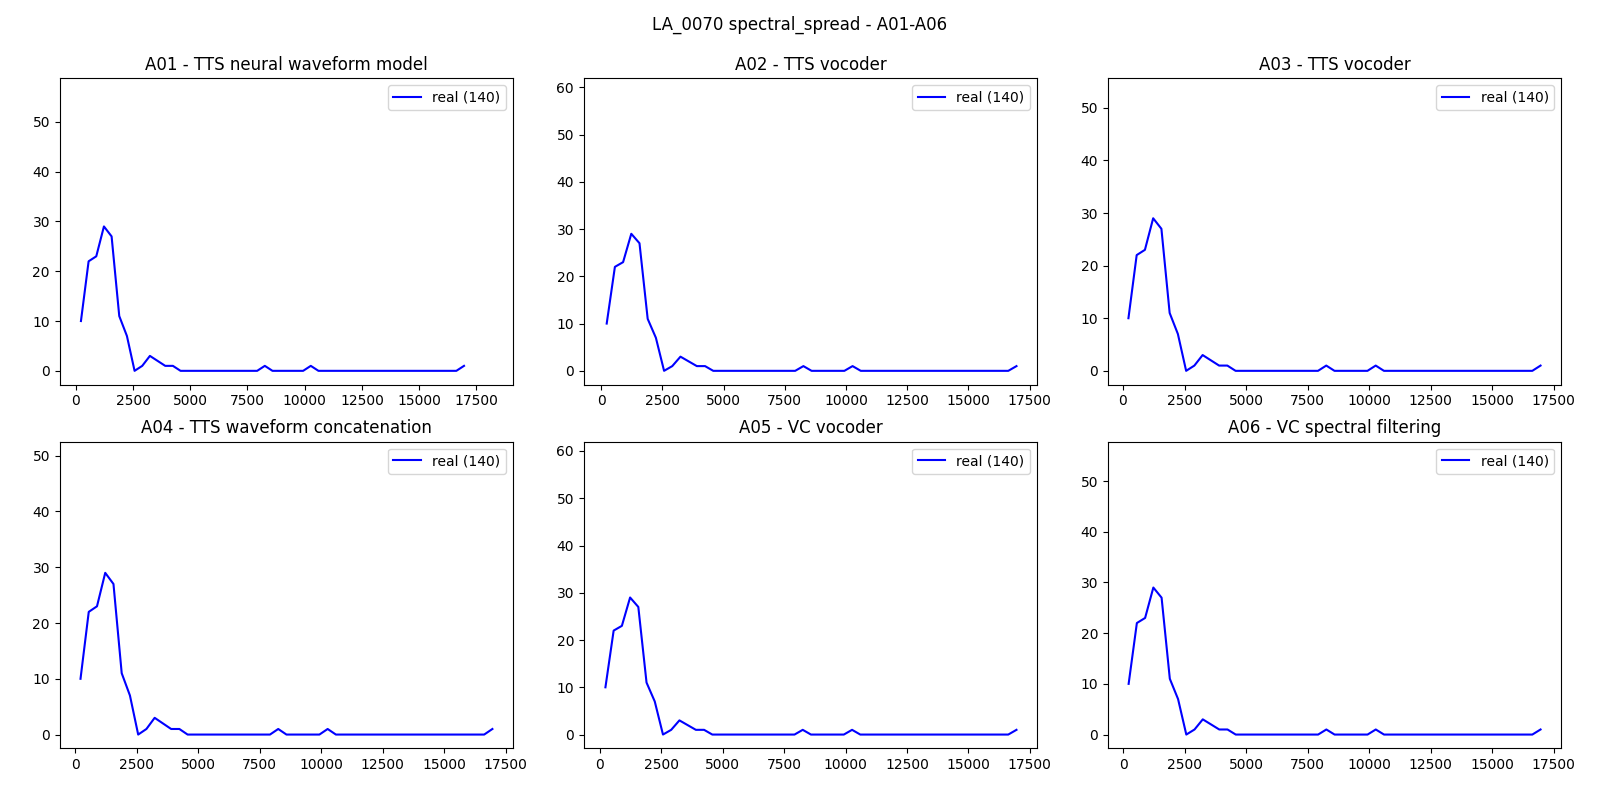 LA_0070 spectral_spread - A01-A06
A01 - TTS neural waveform model
real (140)
50
40
30
20
10
0
0 2500 5000 7500 10000 12500 15000 17500
A02 - TTS vocoder
real (140)
60
50
40
30
20
10
0
0 2500 5000 7500 10000 12500 15000 17500
A03 - TTS vocoder
real (140)
50
40
30
20
10
0
0 2500 5000 7500 10000 12500 15000 17500
A04 - TTS waveform concatenation
real (140)
50
40
30
20
10
0
0 2500 5000 7500 10000 12500 15000 17500
A05 - VC vocoder
real (140)
60
50
40
30
20
10
0
0 2500 5000 7500 10000 12500 15000 17500
A06 - VC spectral filtering
real (140)
50
40
30
20
10
0
0 2500 5000 7500 10000 12500 15000 17500